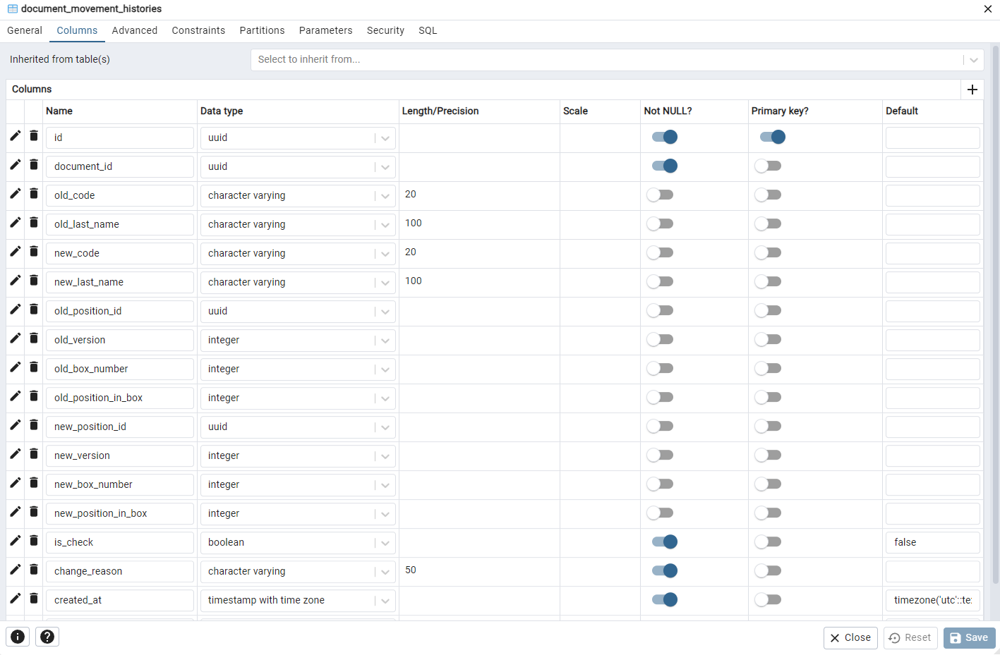 document_movement_histories
General Columns Advanced Constraints Partitions Parameters Security SQL
Inherited from table(s) Select to inherit from...
Columns
Name Data type Length/Precision Scale Not NULL? Primary key? Default
id uuid
document_id uuid
old_code character varying 20
old_last_name character varying 100
new_code character varying 20
new_last_name character varying 100
old_position_id uuid
old_version integer
old_box_number integer
old_position_in_box integer
new_position_id uuid
new_version integer
new_box_number integer
new_position_in_box integer
is_check boolean false
change_reason character varying 50
created_at timestamp with time zone timezone('utc'::te
Close Reset Save